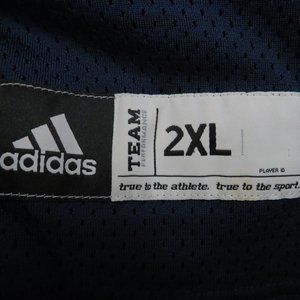 adidas
TEAM
PERFORMANCE
2XL
PLAYER ID
true to the athlete. true to the sport.